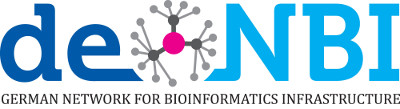 de NBI
GERMAN NETWORK FOR BIOINFORMATICS INFRASTRUCTURE